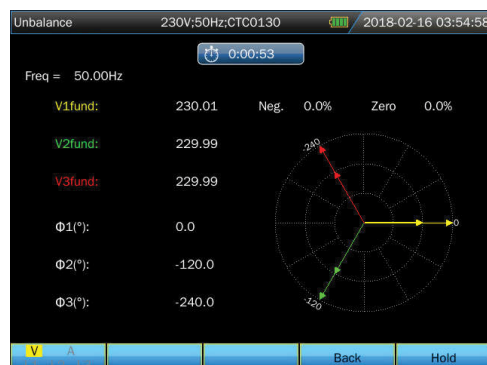 Unbalance 230V;50Hz;CTC0130 2018-02-16 03:54:58
0:00:53
Freq = 50.00Hz
V1fund: 230.01 Neg. 0.0% Zero 0.0%
V2fund: 229.99
-240
V3fund: 229.99
0
Φ1(°): 0.0
Φ2(°): -120.0
Φ3(°): -240.0
-120
V A
Back Hold